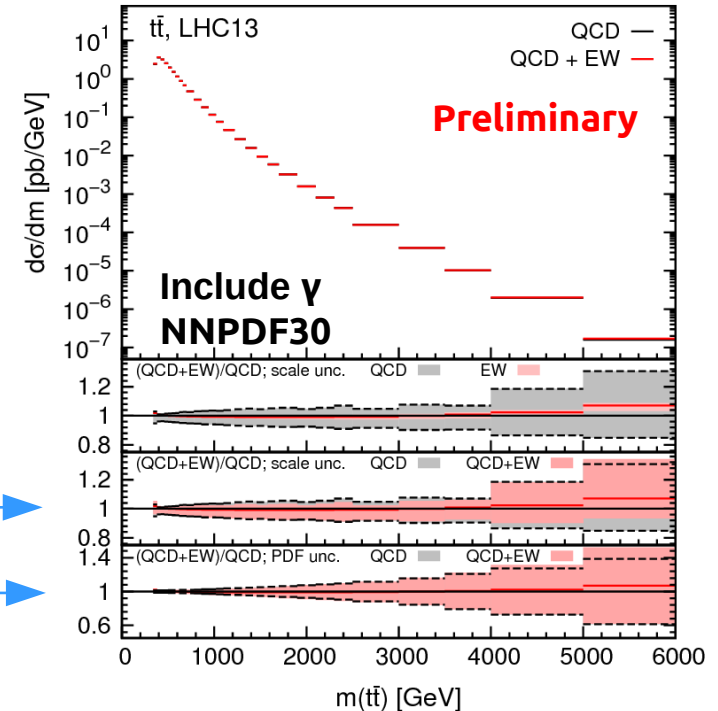 tt̄, LHC13
QCD
QCD + EW
Preliminary
dσ/dm [pb/GeV]
10¹
10⁰
10⁻¹
10⁻²
10⁻³
10⁻⁴
10⁻⁵
10⁻⁶
10⁻⁷
Include γ
NNPDF30
(QCD+EW)/QCD; scale unc. QCD EW
1.2
1
0.8
(QCD+EW)/QCD; scale unc. QCD QCD+EW
1.2
1
0.8
(QCD+EW)/QCD; PDF unc. QCD QCD+EW
1.4
1
0.6
0 1000 2000 3000 4000 5000 6000
m(tt̄) [GeV]